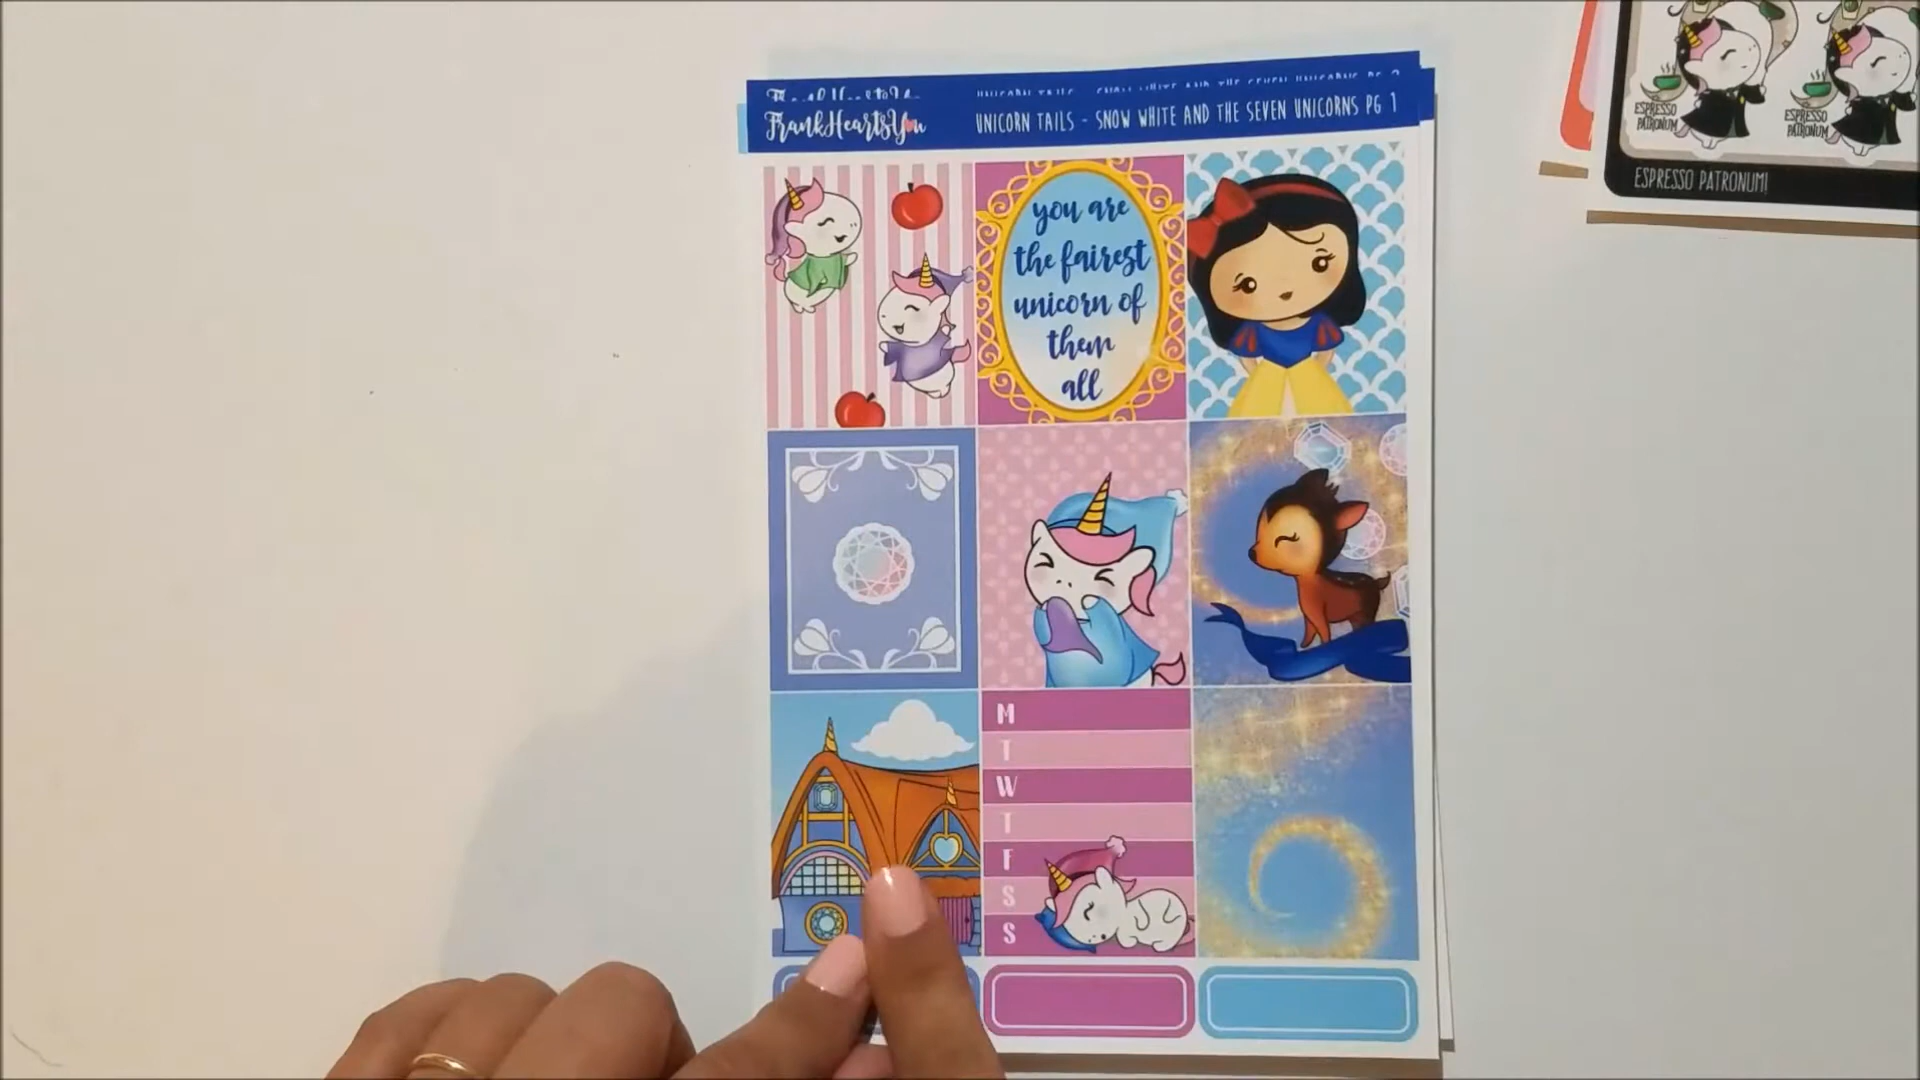 FrankHeartsYou
UNICORN TAILS - SNOW WHITE AND THE SEVEN UNICORNS PG 1
you are
the fairest
unicorn of
them
all
M
T
W
T
F
S
S
ESPRESSO
PATRONUM
ESPRESSO
PATRONUM
ESPRESSO PATRONUM!